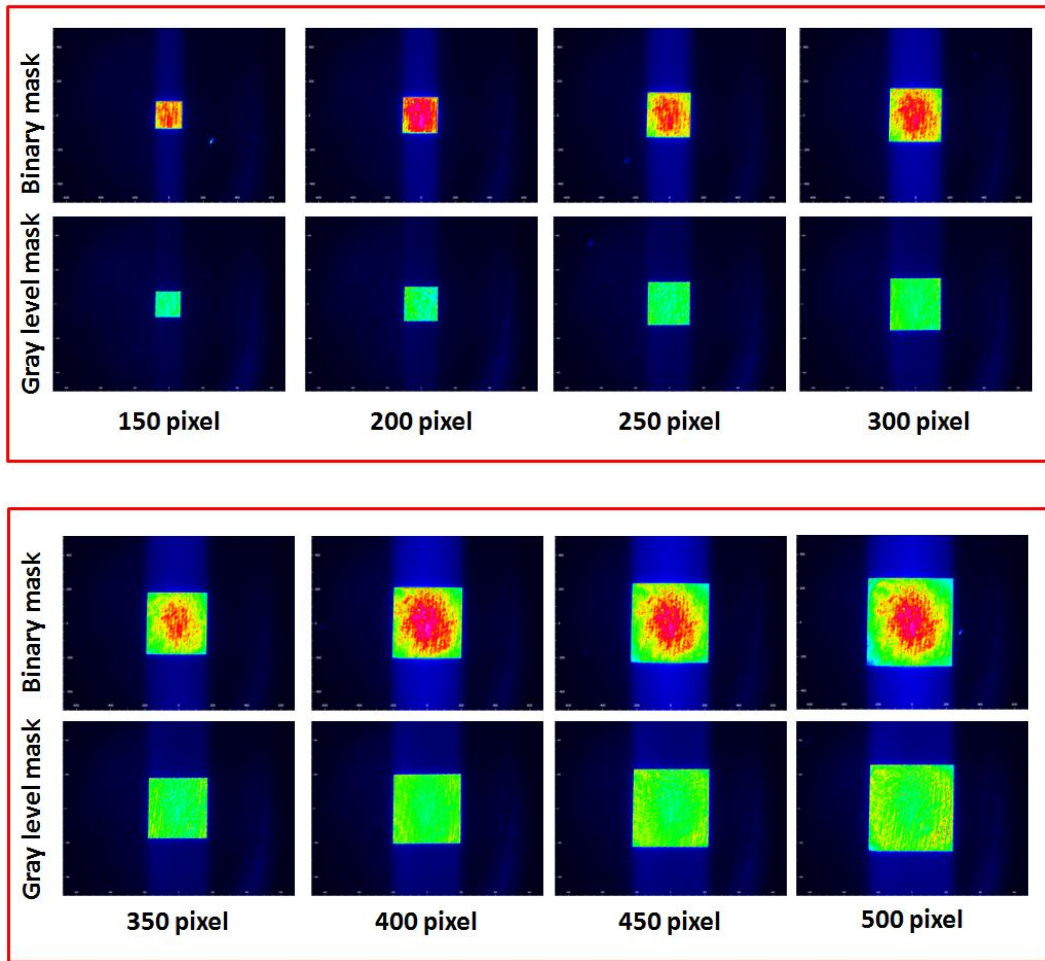 Binary mask
Gray level mask
150 pixel
200 pixel
250 pixel
300 pixel
Binary mask
Gray level mask
350 pixel
400 pixel
450 pixel
500 pixel